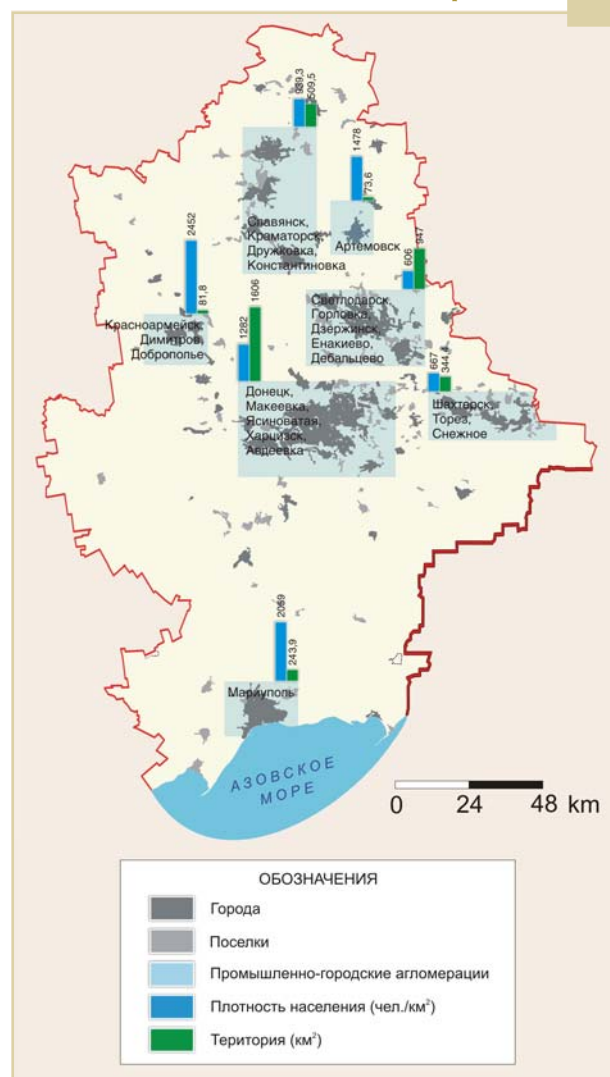 939,3
509,5
1478
73,6
Славянск,
Краматорск,
Дружковка,
Константиновка
Артемовск
2452
81,8
606
947
Красноармейск,
Димитров,
Доброполье
1282
1606
Светлодарск,
Горловка,
Дзержинск,
Енакиево,
Дебальцево
667
344,4
Донецк,
Макеевка,
Ясиноватая,
Харцизск,
Авдеевка
Шахтерск,
Торез,
Снежное
2059
243,9
Мариуполь
АЗОВСКОЕ
МОРЕ
0 24 48 km
ОБОЗНАЧЕНИЯ
Города
Поселки
Промышленно-городские агломерации
Плотность населения (чел./км²)
Територия (км²)